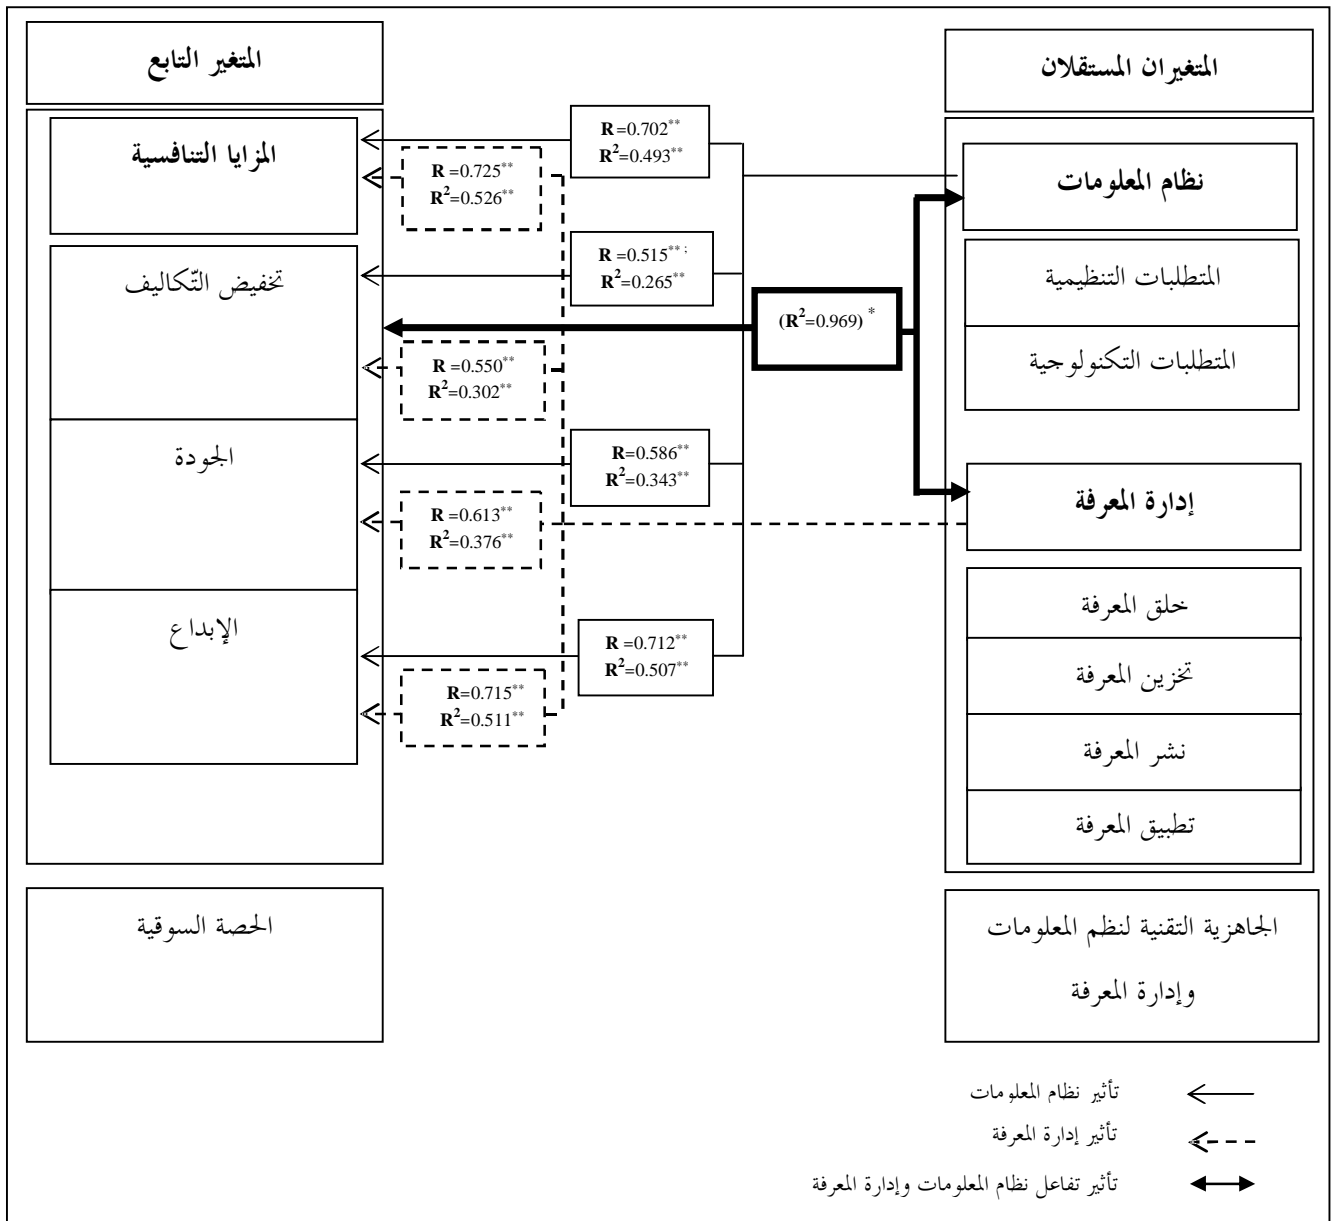 المتغيران المستقلان
المتغير التابع
نظام المعلومات
المتطلبات التنظيمية
المتطلبات التكنولوجية
إدارة المعرفة
خلق المعرفة
تخزين المعرفة
نشر المعرفة
تطبيق المعرفة
الجاهزية التقنية لنظم المعلومات
وإدارة المعرفة
(R²=0.969) *
R =0.702**
R²=0.493**
R =0.515** ;
R²=0.265**
R=0.586**
R²=0.343**
R =0.712**
R²=0.507**
R =0.725**
R²=0.526**
R =0.550**
R²=0.302**
R =0.613**
R²=0.376**
R=0.715**
R²=0.511**
المزايا التنافسية
تخفيض التّكاليف
الجودة
الإبداع
الحصة السوقية
تأثير نظام المعلومات
تأثير إدارة المعرفة
تأثير تفاعل نظام المعلومات وإدارة المعرفة